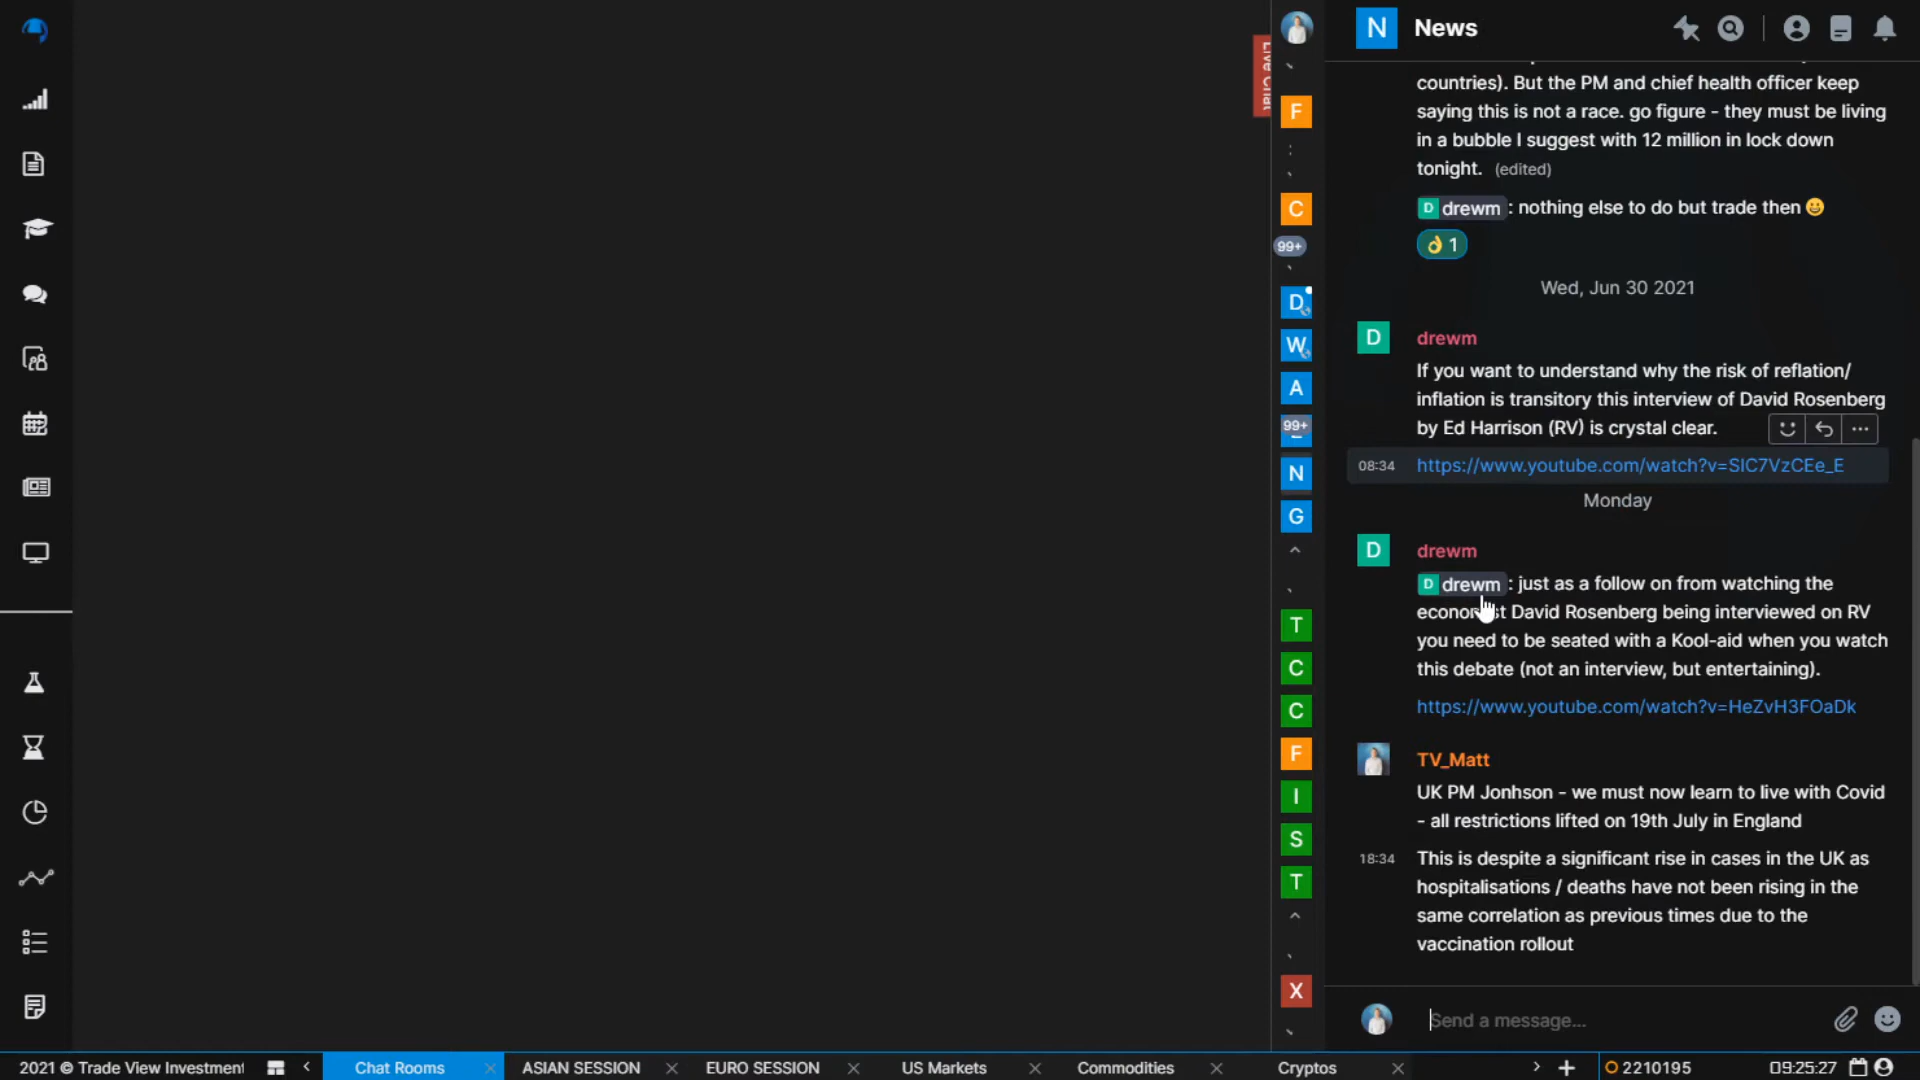 News
countries). But the PM and chief health officer keep
saying this is not a race. go figure - they must be living
in a bubble I suggest with 12 million in lock down
tonight. (edited)
D drewm : nothing else to do but trade then 😀
👌 1
Wed, Jun 30 2021
D drewm
If you want to understand why the risk of reflation/
inflation is transitory this interview of David Rosenberg
by Ed Harrison (RV) is crystal clear.
08:34 https://www.youtube.com/watch?v=SIC7VzCEe_E
Monday
D drewm
D drewm : just as a follow on from watching the
economist David Rosenberg being interviewed on RV
you need to be seated with a Kool-aid when you watch
this debate (not an interview, but entertaining).
https://www.youtube.com/watch?v=HeZvH3FOaDk
TV_Matt
UK PM Jonhson - we must now learn to live with Covid
- all restrictions lifted on 19th July in England
18:34 This is despite a significant rise in cases in the UK as
hospitalisations / deaths have not been rising in the
same correlation as previous times due to the
vaccination rollout
Send a message...
N
Live Chat
F
C
99+
D
W
A
99+
N
G
T
C
C
F
I
S
T
X
2021 © Trade View Investment
Chat Rooms
ASIAN SESSION
EURO SESSION
US Markets
Commodities
Cryptos
2210195
09:25:27